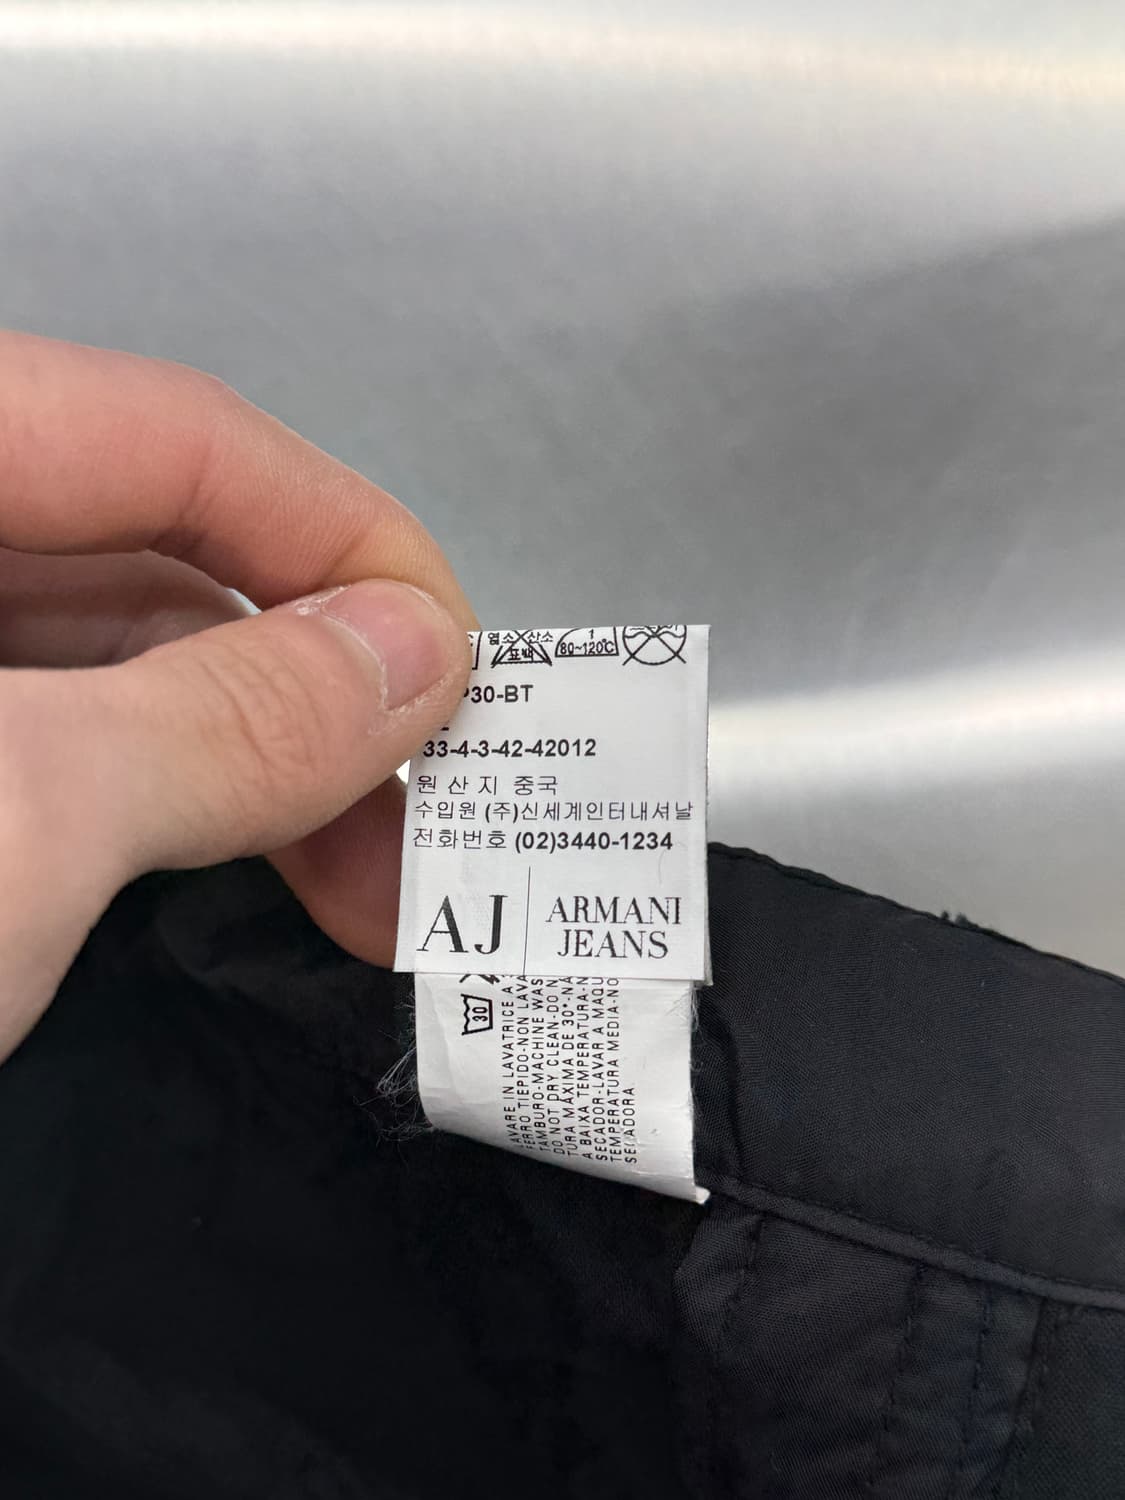 염소 산소
표백
1
80~120℃
30-BT
33-4-3-42-42012
원 산 지 중국
수입원 (주)신세계인터내셔날
전화번호 (02)3440-1234
AJ
ARMANI
JEANS
30
LAVARE IN LAVATRICE A
FERRO TIEPIDO-NON LAVA
TAMBURO-MACHINE WAS
DO NOT DRY CLEAN-DO N
TURA MÁXIMA DE 30°-NÃ
A BAIXA TEMPERATURA-N
SECADOR-LAVAR A MAQU
TEMPERATURA MEDIA-NO
SECADORA.